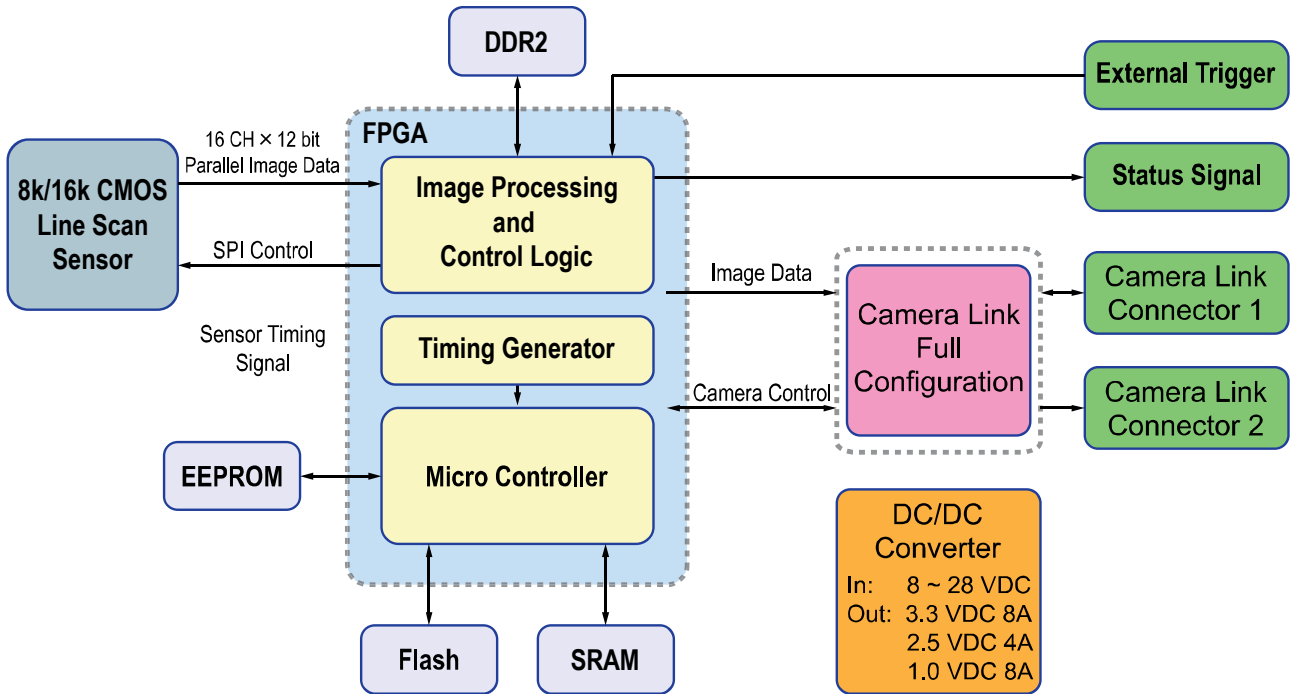 DDR2
External Trigger
FPGA
16 CH × 12 bit
Parallel Image Data
8k/16k CMOS
Line Scan
Sensor
Image Processing
and
Control Logic
Status Signal
SPI Control
Image Data
Camera Link
Full
Configuration
Camera Link
Connector 1
Sensor Timing
Signal
Timing Generator
Camera Control
Camera Link
Connector 2
EEPROM
Micro Controller
DC/DC
Converter
In: 8 ~ 28 VDC
Out: 3.3 VDC 8A
2.5 VDC 4A
1.0 VDC 8A
Flash
SRAM